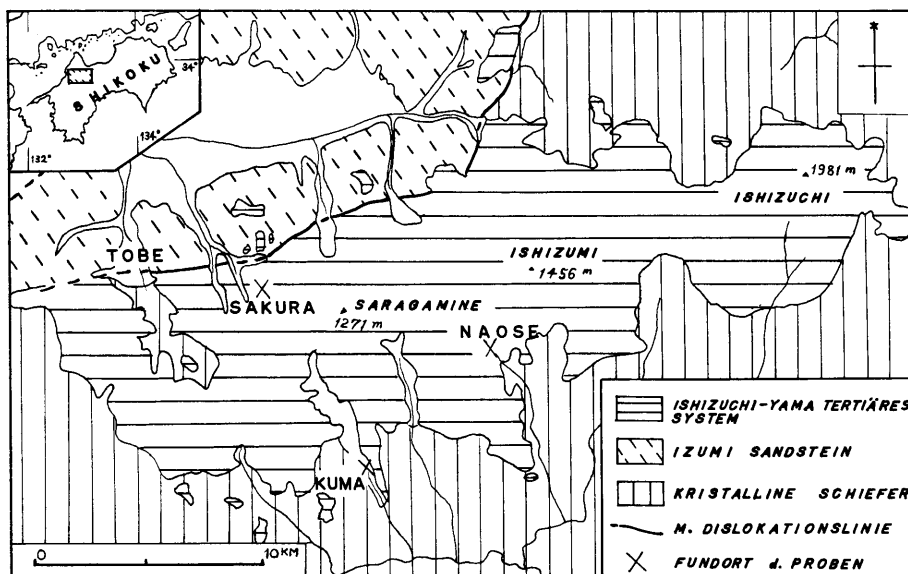 SHIKOKU
34°
134°
132°
1981 m
ISHIZUCHI
ISHIZUMI
1456 m
TOBE
SAKURA
SARAGAMINE
1271 m
NAOSE
KUMA
0 10 KM
ISHIZUCHI-YAMA TERTIÄRES
SYSTEM
IZUMI SANDSTEIN
KRISTALLINE SCHIEFER
M. DISLOKATIONSLINIE
FUNDORT d. PROBEN